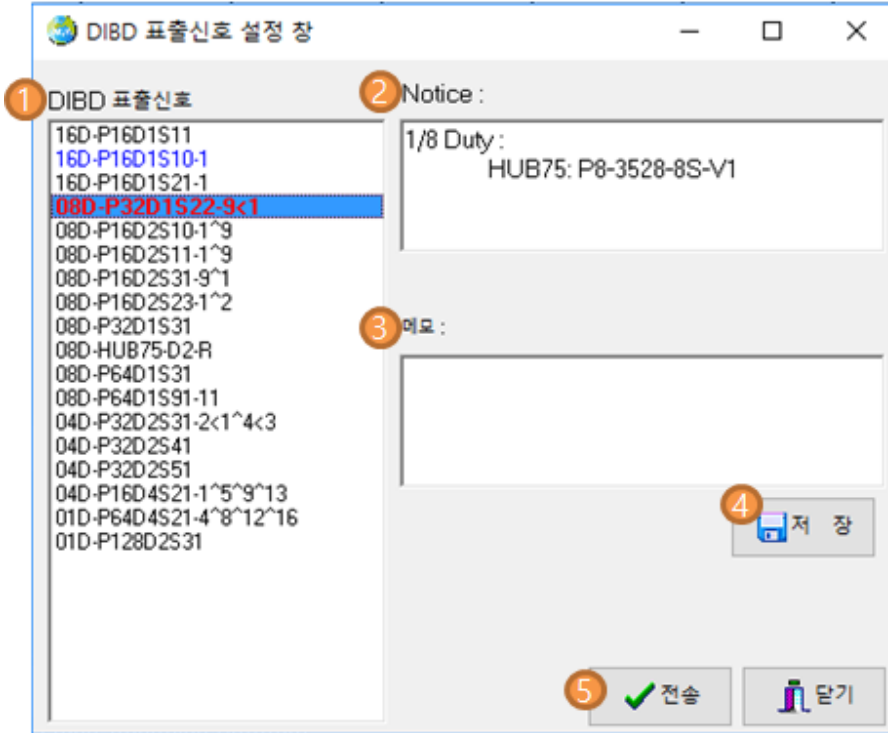 DIBD 표출신호 설정 창
1 DIBD 표출신호
16D-P16D1S11
16D-P16D1S10-1
16D-P16D1S21-1
08D-P32D1S22-9<1
08D-P16D2S10-1^9
08D-P16D2S11-1^9
08D-P16D2S31-9^1
08D-P16D2S23-1^2
08D-P32D1S31
08D-HUB75-D2-R
08D-P64D1S31
08D-P64D1S91-11
04D-P32D2S31-2<1^4<3
04D-P32D2S41
04D-P32D2S51
04D-P16D4S21-1^5^9^13
01D-P64D4S21-4^8^12^16
01D-P128D2S31
2 Notice :
1/8 Duty :
HUB75: P8-3528-8S-V1
3 메모 :
4 저 장
5 전송
닫기